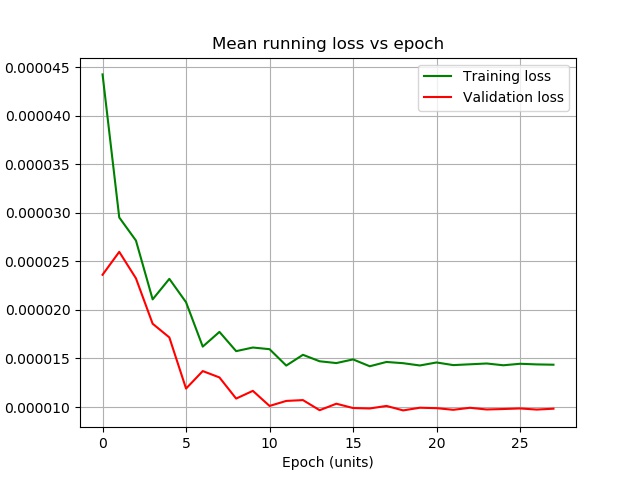 Mean running loss vs epoch
Training loss
Validation loss
0.000045
0.000040
0.000035
0.000030
0.000025
0.000020
0.000015
0.000010
0 5 10 15 20 25
Epoch (units)